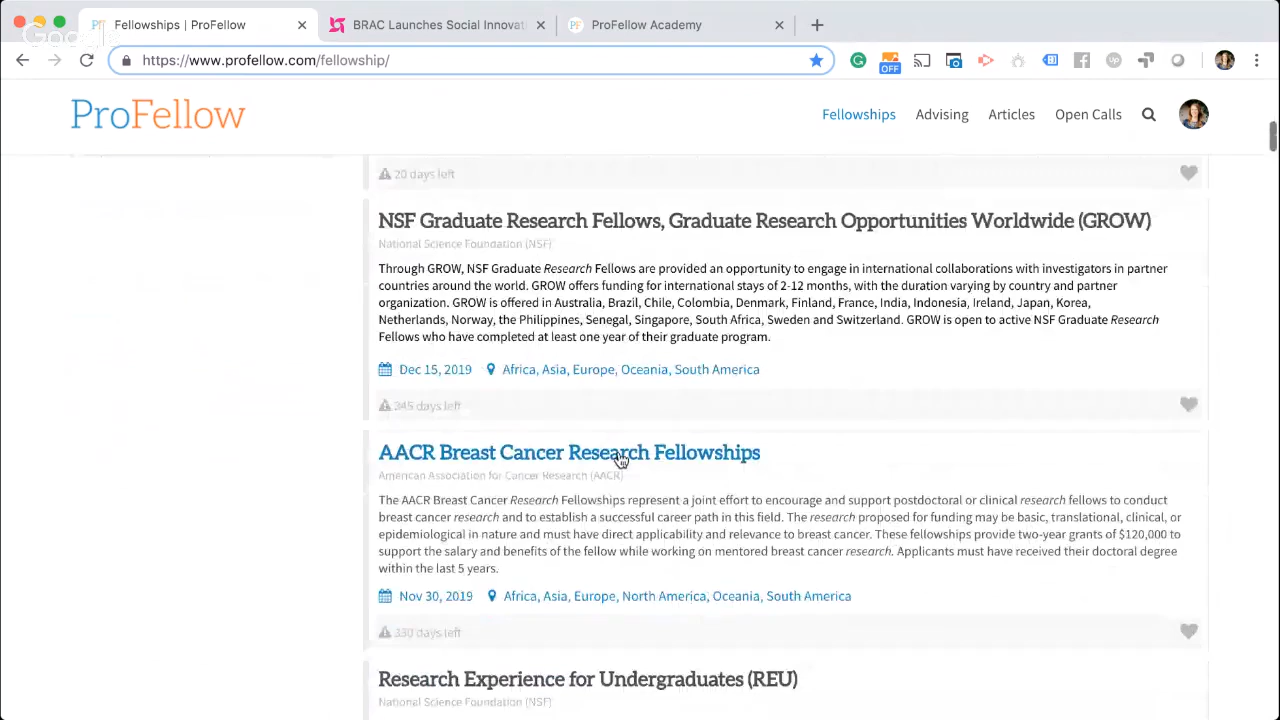 Fellowships | ProFellow
BRAC Launches Social Innovat
ProFellow Academy
Google
https://www.profellow.com/fellowship/
OFF
ProFellow
Fellowships
Advising
Articles
Open Calls
20 days left
NSF Graduate Research Fellows, Graduate Research Opportunities Worldwide (GROW)
National Science Foundation (NSF)
Through GROW, NSF Graduate Research Fellows are provided an opportunity to engage in international collaborations with investigators in partner
countries around the world. GROW offers funding for international stays of 2-12 months, with the duration varying by country and partner
organization. GROW is offered in Australia, Brazil, Chile, Colombia, Denmark, Finland, France, India, Indonesia, Ireland, Japan, Korea,
Netherlands, Norway, the Philippines, Senegal, Singapore, South Africa, Sweden and Switzerland. GROW is open to active NSF Graduate Research
Fellows who have completed at least one year of their graduate program.
Dec 15, 2019 Africa, Asia, Europe, Oceania, South America
345 days left
AACR Breast Cancer Research Fellowships
American Association for Cancer Research (AACR)
The AACR Breast Cancer Research Fellowships represent a joint effort to encourage and support postdoctoral or clinical research fellows to conduct
breast cancer research and to establish a successful career path in this field. The research proposed for funding may be basic, translational, clinical, or
epidemiological in nature and must have direct applicability and relevance to breast cancer. These fellowships provide two-year grants of $120,000 to
support the salary and benefits of the fellow while working on mentored breast cancer research. Applicants must have received their doctoral degree
within the last 5 years.
Nov 30, 2019 Africa, Asia, Europe, North America, Oceania, South America
330 days left
Research Experience for Undergraduates (REU)
National Science Foundation (NSF)